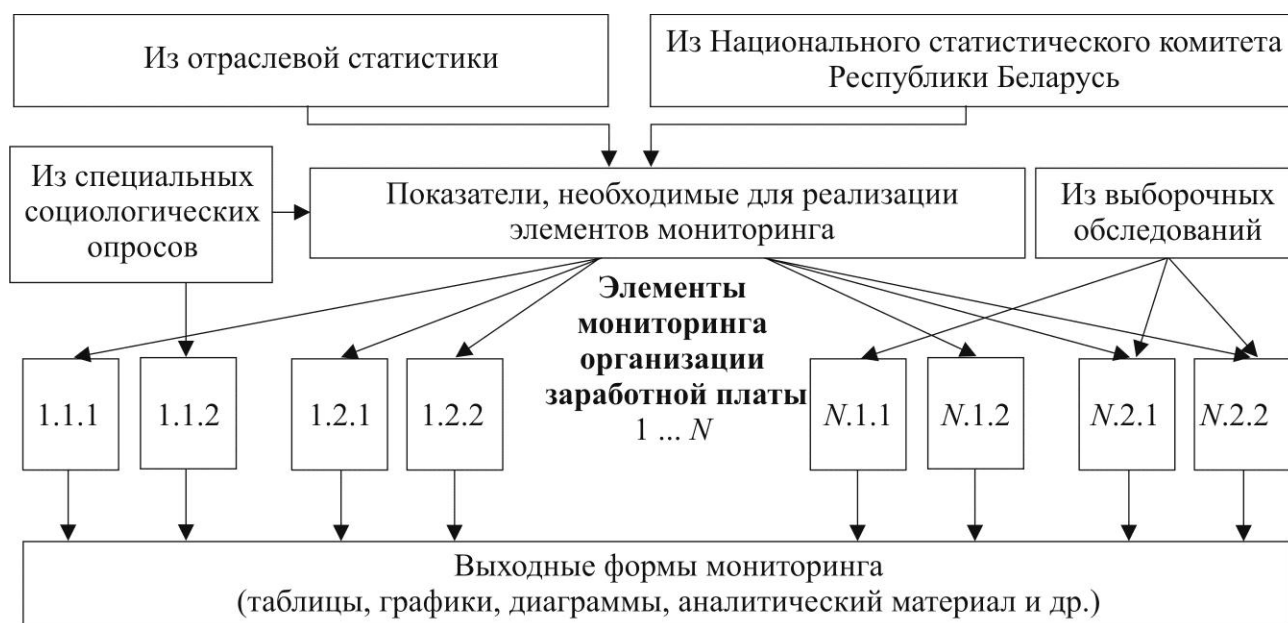 Из отраслевой статистики
Из Национального статистического комитета
Республики Беларусь
Из специальных
социологических
опросов
Показатели, необходимые для реализации
элементов мониторинга
Из выборочных
обследований
Элементы
мониторинга
организации
заработной платы
1 ... N
1.1.1
1.1.2
1.2.1
1.2.2
N.1.1
N.1.2
N.2.1
N.2.2
Выходные формы мониторинга
(таблицы, графики, диаграммы, аналитический материал и др.)